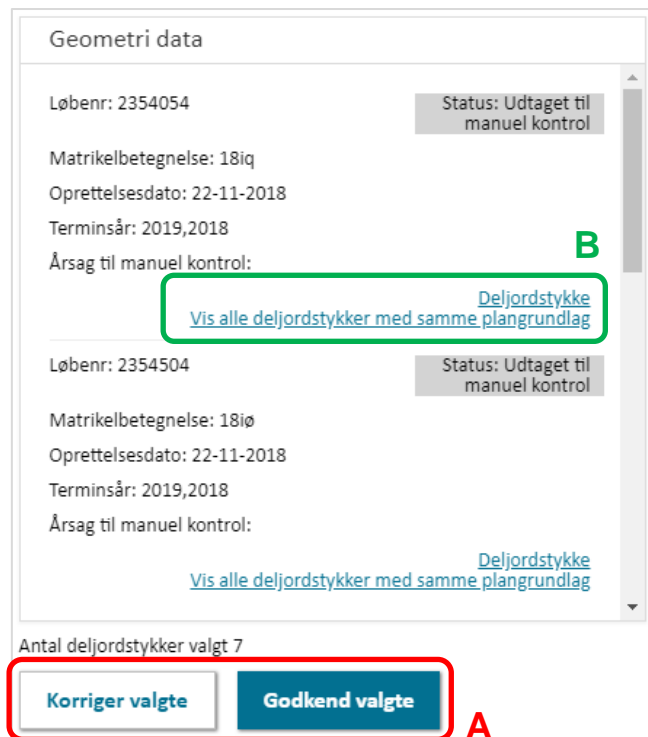 Geometri data
Løbenr: 2354054
Status: Udtaget til
manuel kontrol
Matrikelbetegnelse: 18iq
Oprettelsesdato: 22-11-2018
Terminsår: 2019,2018
B
Årsag til manuel kontrol:
Deljordstykke
Vis alle deljordstykker med samme plangrundlag
Løbenr: 2354504
Status: Udtaget til
manuel kontrol
Matrikelbetegnelse: 18iø
Oprettelsesdato: 22-11-2018
Terminsår: 2019,2018
Årsag til manuel kontrol:
Deljordstykke
Vis alle deljordstykker med samme plangrundlag
Antal deljordstykker valgt 7
Korriger valgte
Godkend valgte
A